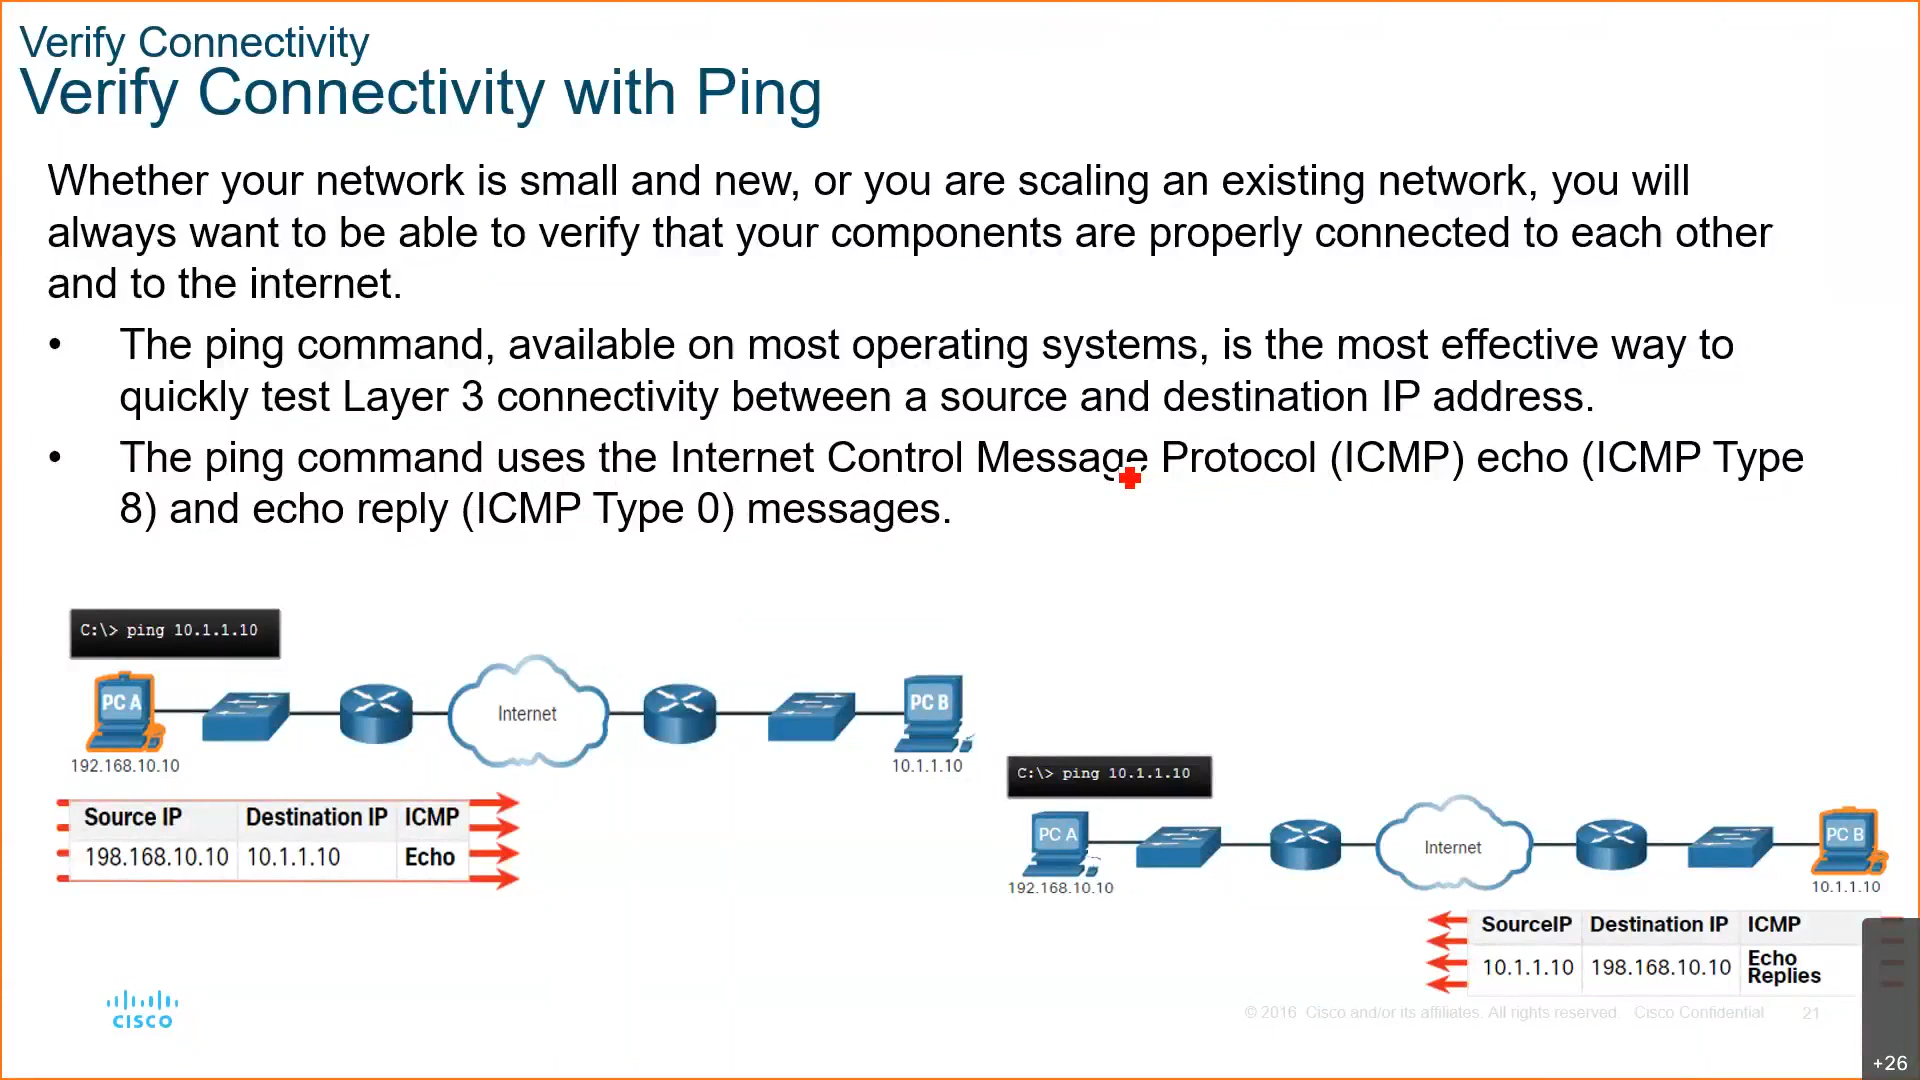 Verify Connectivity
Verify Connectivity with Ping
Whether your network is small and new, or you are scaling an existing network, you will
always want to be able to verify that your components are properly connected to each other
and to the internet.
• The ping command, available on most operating systems, is the most effective way to
quickly test Layer 3 connectivity between a source and destination IP address.
• The ping command uses the Internet Control Message Protocol (ICMP) echo (ICMP Type
8) and echo reply (ICMP Type 0) messages.
C:\> ping 10.1.1.10
PC A
Internet
PC B
192.168.10.10
10.1.1.10
Source IP Destination IP ICMP
198.168.10.10 10.1.1.10 Echo
C:\> ping 10.1.1.10
PC A
Internet
PC B
192.168.10.10
10.1.1.10
SourceIP Destination IP ICMP
10.1.1.10 198.168.10.10 Echo
Replies
CISCO
© 2016 Cisco and/or its affiliates. All rights reserved. Cisco Confidential 21
+26